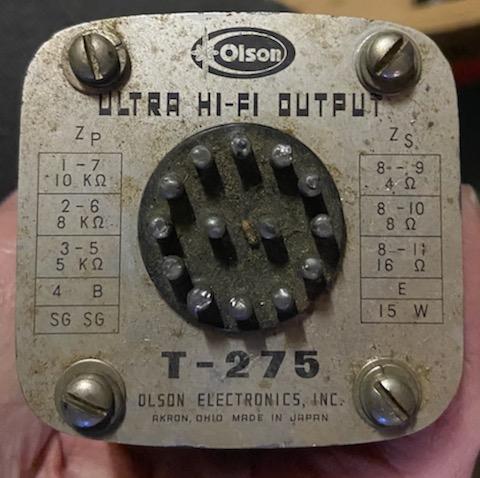 Olson
ULTRA HI-FI OUTPUT
ZP
1-7
10 KΩ
2-6
8 KΩ
3-5
5 KΩ
4 B
SG SG
ZS
8--9
4 Ω
8-10
8Ω
8-11
16 Ω
E
15 W
T-275
OLSON ELECTRONICS, INC.
AKRON, OHIO MADE IN JAPAN